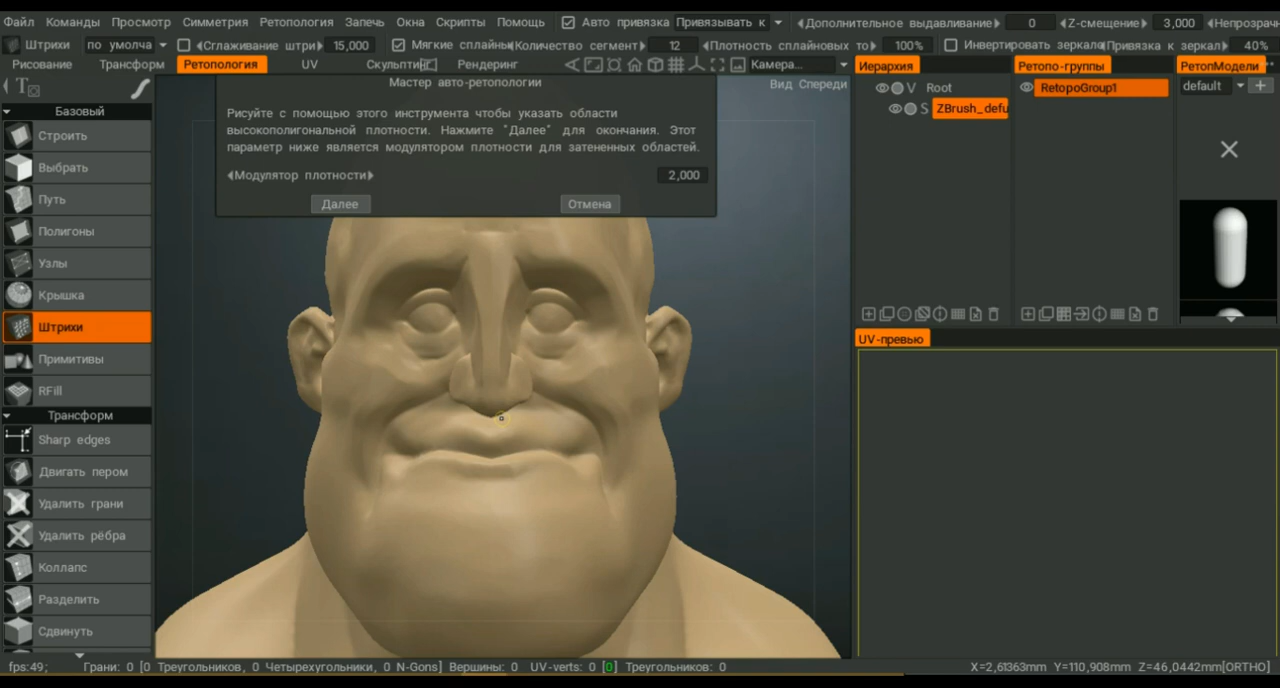 Файл Команды Просмотр Симметрия Ретопология Запечь Окна Скрипты Помощь Авто привязка Привязывать к Дополнительное выдавливание 0 Z-смещение 3,000 Непрозрачн
Штрихи по умолча Сглаживание штри 15,000 Мягкие сплайны Количество сегмент 12 Плотность сплайновых то 100% Инвертировать зеркало Привязка к зеркал 40%
Рисование Трансформ Ретопология UV Скульпти Рендеринг Камера...
Иерархия
Ретопо-группы
РетопМодели
Вид Спереди
V Root
S ZBrush_defu
RetopoGroup1
default
Мастер авто-ретопологии
Рисуйте с помощью этого инструмента чтобы указать области
высокополигональной плотности. Нажмите "Далее" для окончания. Этот
параметр ниже является модулятором плотности для затененных областей.
Модулятор плотности 2,000
Далее Отмена
Базовый
Строить
Выбрать
Путь
Полигоны
Узлы
Крышка
Штрихи
Примитивы
RFill
Трансформ
Sharp edges
Двигать пером
Удалить грани
Удалить рёбра
Коллапс
Разделить
Сдвинуть
UV-превью
fps:49; Грани: 0 [0 Треугольников, 0 Четырехугольники, 0 N-Gons] Вершины: 0 UV-verts: 0 [0] Треугольников: 0 X=2,61363mm Y=110,908mm Z=46,0442mm[ORTHO]